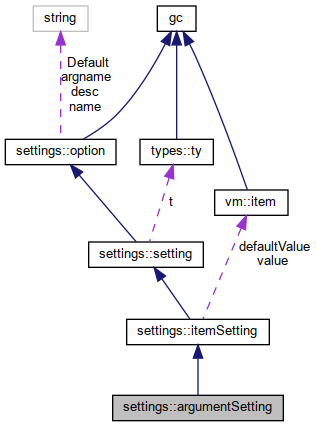 string
gc
Default
argname
desc
name
settings::option
types::ty
t
vm::item
settings::setting
defaultValue
value
settings::itemSetting
settings::argumentSetting